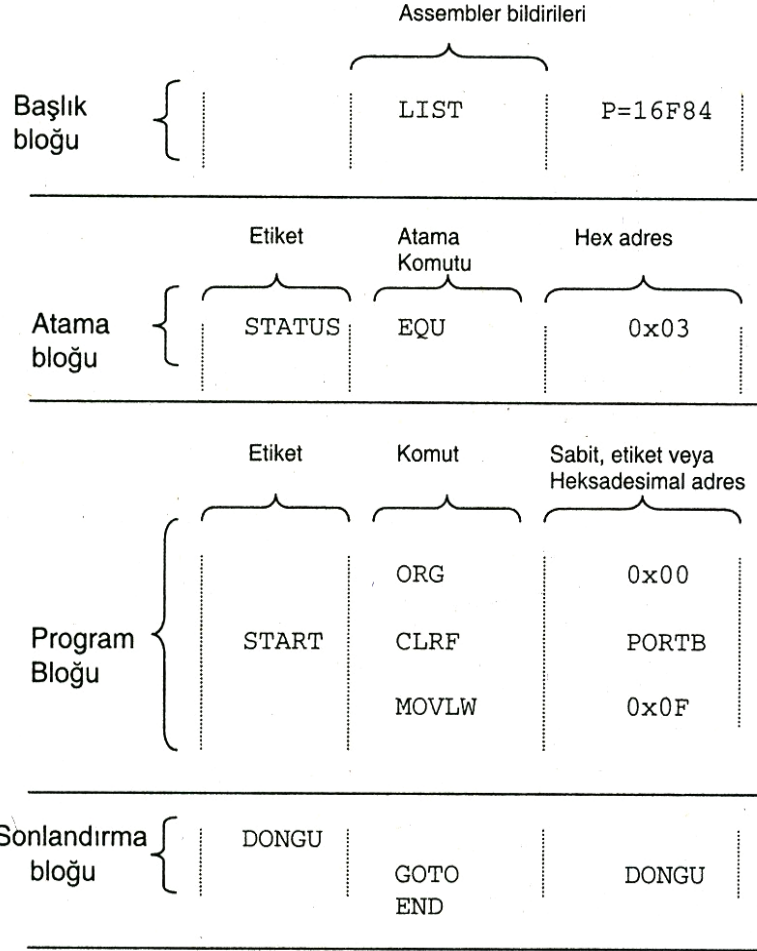 Assembler bildirileri
Başlık
bloğu
LIST P=16F84
Etiket Atama Komutu Hex adres
Atama
bloğu
STATUS EQU 0x03
Etiket Komut Sabit, etiket veya
Heksadesimal adres
ORG 0x00
Program
Bloğu
START CLRF PORTB
MOVLW 0x0F
Sonlandırma
bloğu
DONGU
GOTO DONGU
END